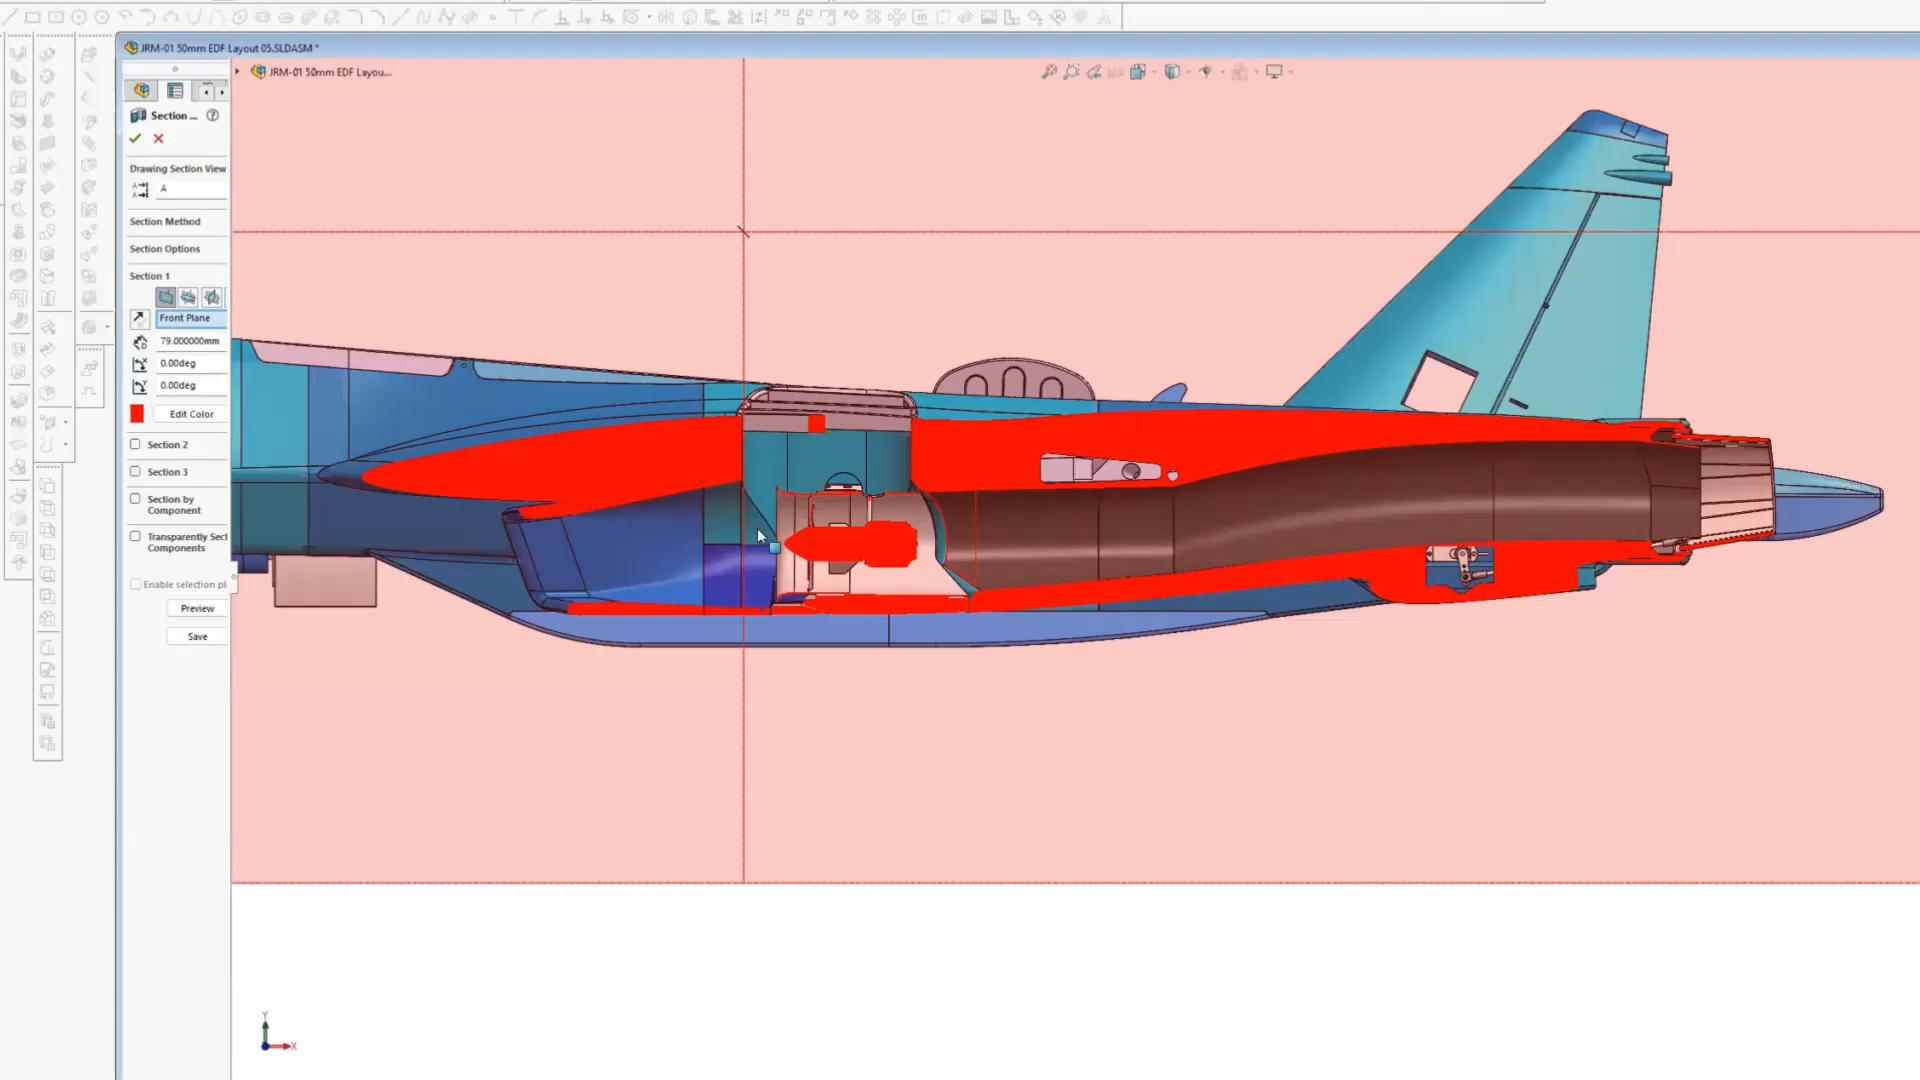 JRM-01 50mm EDF Layout 05.SLDASM *
JRM-01 50mm EDF Layou...
Section ...
Drawing Section View
A
Section Method
Section Options
Section 1
Front Plane
79.000000mm
0.00deg
0.00deg
Edit Color
Section 2
Section 3
Section by
Component
Transparently Sect
Components
Enable selection pl
Preview
Save
Y
X